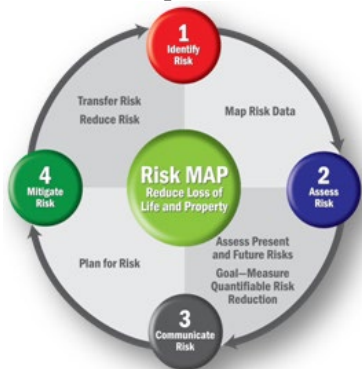 1
Identify
Risk
Transfer Risk
Reduce Risk
Map Risk Data
4
Mitigate
Risk
Risk MAP
Reduce Loss of
Life and Property
2
Assess
Risk
Plan for Risk
Assess Present
and Future Risks
Goal—Measure
Quantifiable Risk
Reduction
3
Communicate
Risk